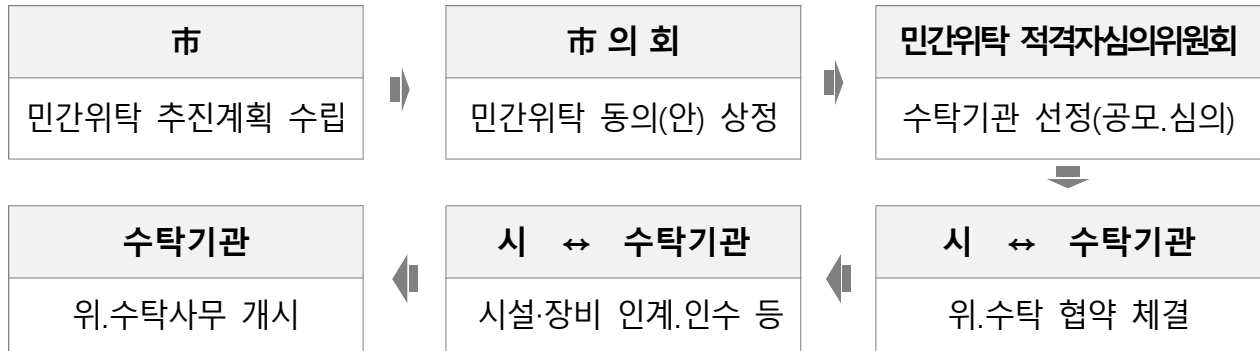 市
민간위탁 추진계획 수립
市 의 회
민간위탁 동의(안) 상정
민간위탁 적격자심의위원회
수탁기관 선정(공모.심의)
시 ↔ 수탁기관
위.수탁 협약 체결
시 ↔ 수탁기관
시설·장비 인계.인수 등
수탁기관
위.수탁사무 개시